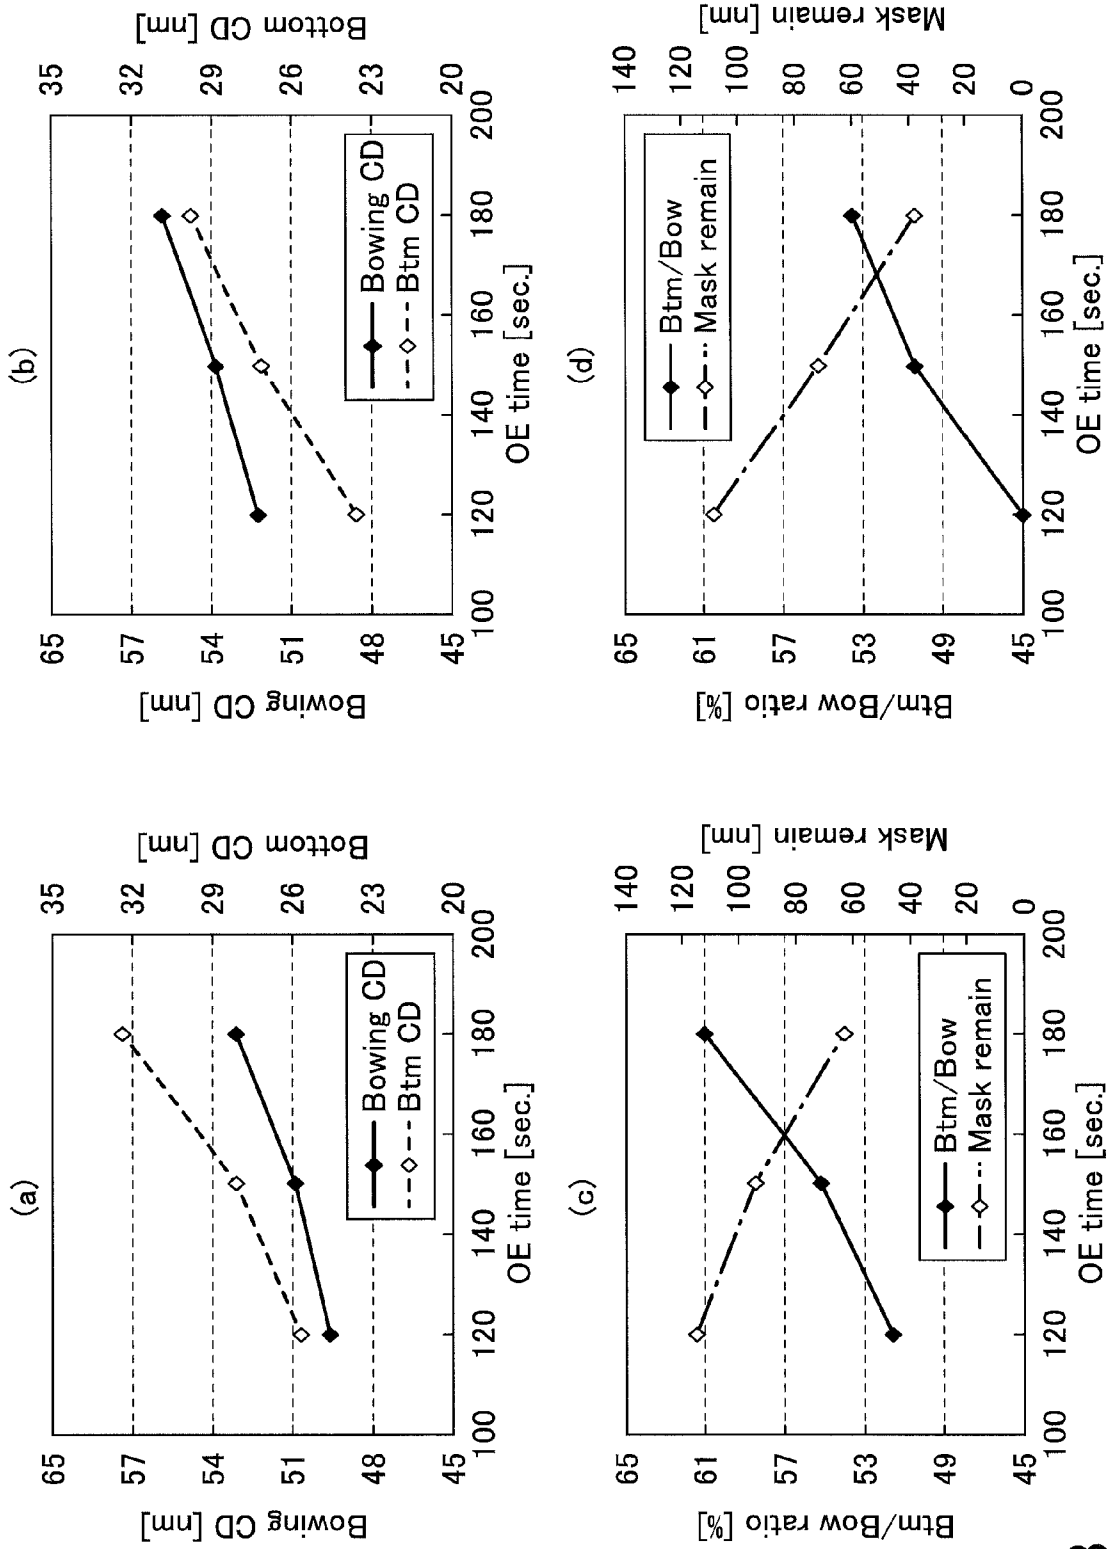 (a)
Bowing CD [nm]
65
57
54
51
48
45
Bottom CD [nm]
35
32
29
26
23
20
Bowing CD
Btm CD
100 120 140 160 180 200
OE time [sec.]
(b)
Bowing CD [nm]
65
57
54
51
48
45
Bottom CD [nm]
35
32
29
26
23
20
Bowing CD
Btm CD
100 120 140 160 180 200
OE time [sec.]
(c)
Btm/Bow ratio [%]
65
61
57
53
49
45
Mask remain [nm]
140
120
100
80
60
40
20
0
Btm/Bow
Mask remain
100 120 140 160 180 200
OE time [sec.]
(d)
Btm/Bow ratio [%]
65
61
57
53
49
45
Mask remain [nm]
140
120
100
80
60
40
20
0
Btm/Bow
Mask remain
100 120 140 160 180 200
OE time [sec.]